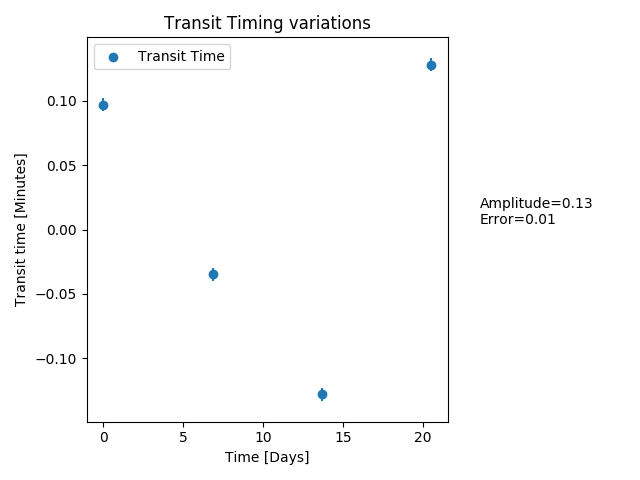 Transit Timing variations
Transit Time
0.10
0.05
0.00
−0.05
−0.10
Transit time [Minutes]
0
5
10
15
20
Time [Days]
Amplitude=0.13
Error=0.01